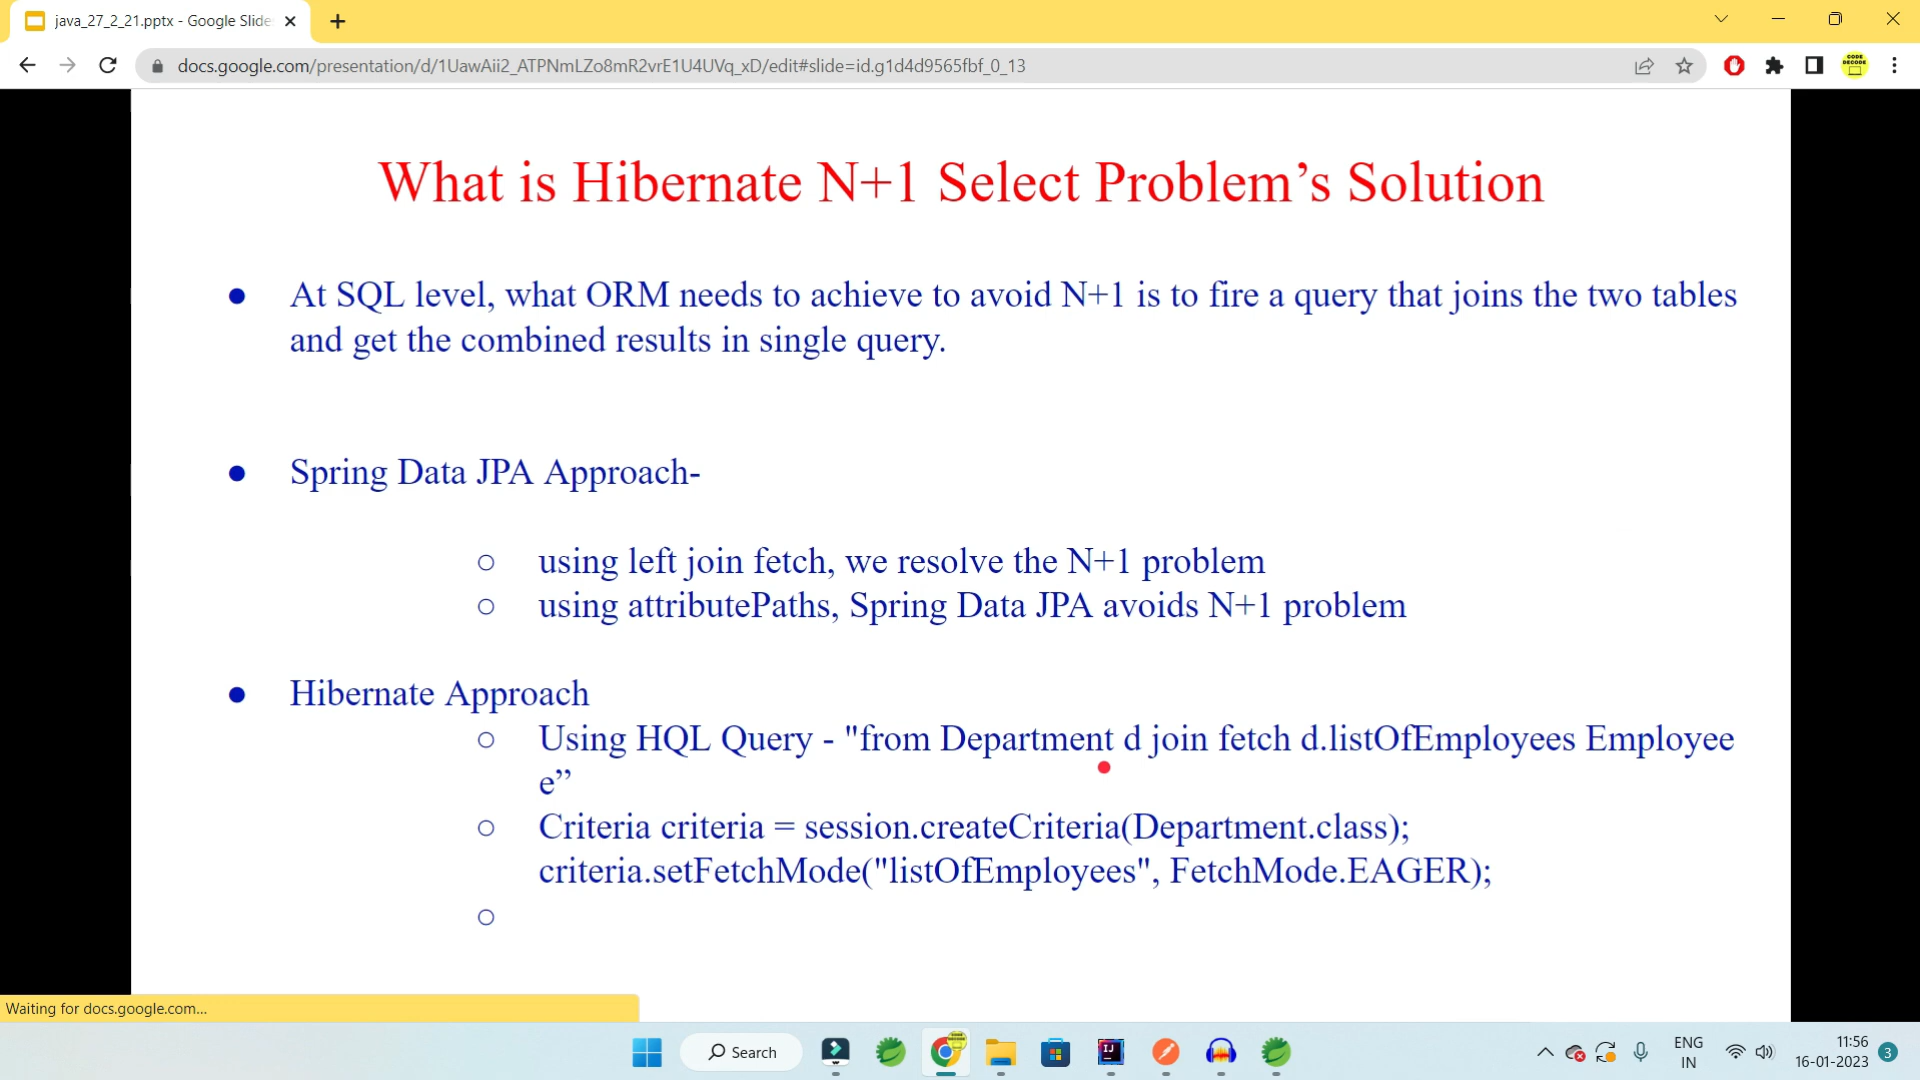 java_27_2_21.pptx - Google Slide
docs.google.com/presentation/d/1UawAii2_ATPNmLZo8mR2vrE1U4UVq_xD/edit#slide=id.g1d4d9565fbf_0_13
CODE
DECODE
What is Hibernate N+1 Select Problem’s Solution
● At SQL level, what ORM needs to achieve to avoid N+1 is to fire a query that joins the two tables
and get the combined results in single query.
● Spring Data JPA Approach-
○ using left join fetch, we resolve the N+1 problem
○ using attributePaths, Spring Data JPA avoids N+1 problem
● Hibernate Approach
○ Using HQL Query - "from Department d join fetch d.listOfEmployees Employee
e”
○ Criteria criteria = session.createCriteria(Department.class);
criteria.setFetchMode("listOfEmployees", FetchMode.EAGER);
○
Waiting for docs.google.com...
Search
IJ
ENG
IN
11:56
16-01-2023
3